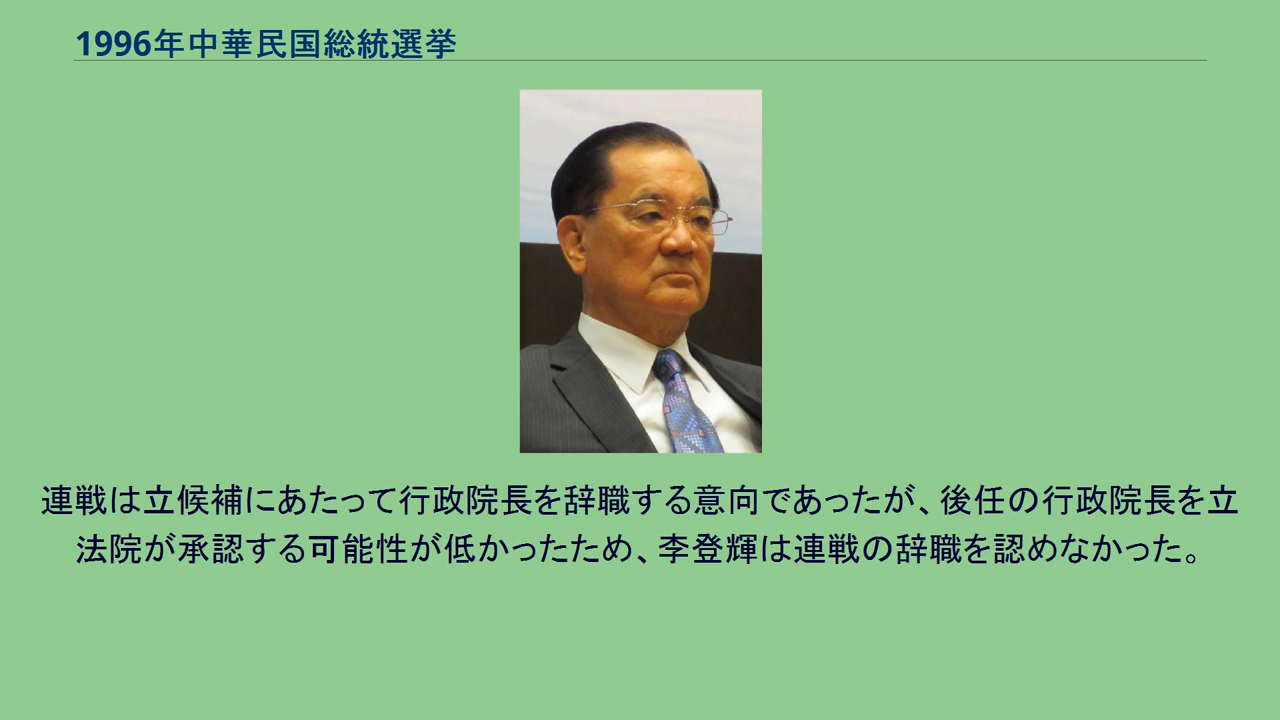 1996年中華民国総統選挙
連戦は立候補にあたって行政院長を辞職する意向であったが、後任の行政院長を立
法院が承認する可能性が低かったため、李登輝は連戦の辞職を認めなかった。